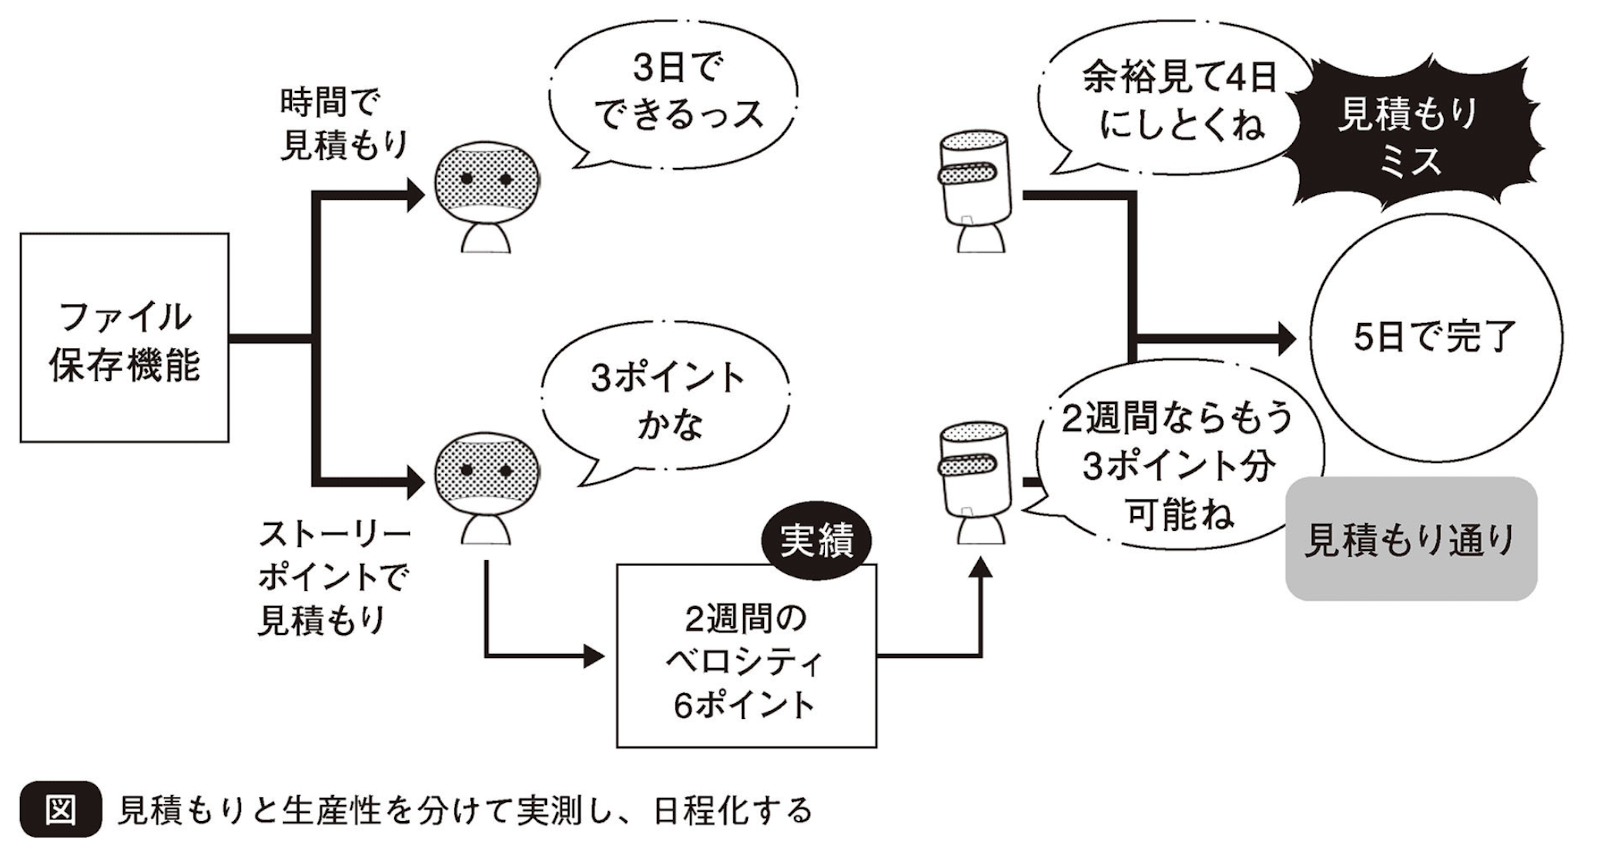 時間で
見積もり
3日で
できるっス
余裕見て4日
にしとくね
見積もり
ミス
ファイル
保存機能
5日で完了
3ポイント
かな
2週間ならもう
3ポイント分
可能ね
見積もり通り
ストーリー
ポイントで
見積もり
実績
2週間の
ベロシティ
6ポイント
図 見積もりと生産性を分けて実測し、日程化する